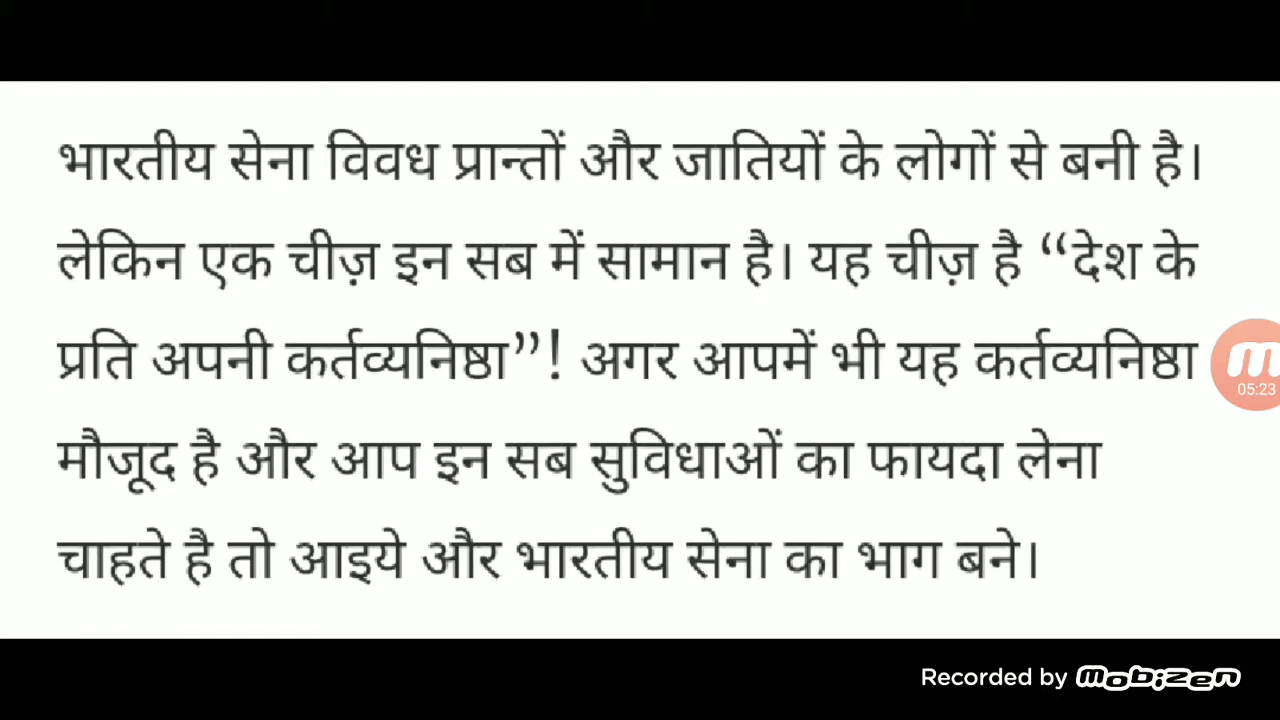 भारतीय सेना विवध प्रान्तों और जातियों के लोगों से बनी है।
लेकिन एक चीज़ इन सब में सामान है। यह चीज़ है “देश के
प्रति अपनी कर्तव्यनिष्ठा”! अगर आपमें भी यह कर्तव्यनिष्ठा
मौजूद है और आप इन सब सुविधाओं का फायदा लेना
चाहते है तो आइये और भारतीय सेना का भाग बने।
05:23
Recorded by mobizen